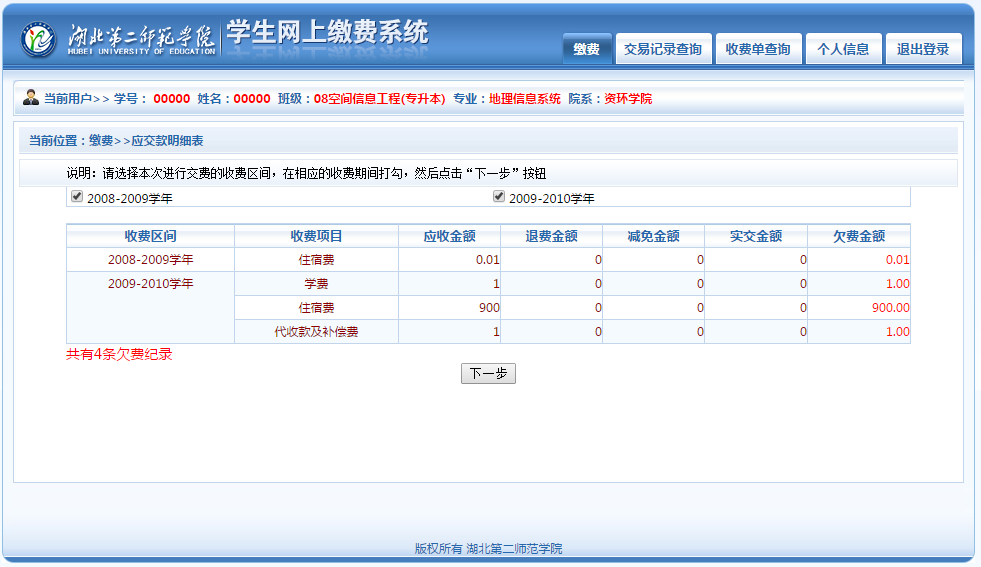 湖北第二师范学院
HUBEI UNIVERSITY OF EDUCATION
学生网上缴费系统
缴费 交易记录查询 收费单查询 个人信息 退出登录
当前用户>> 学号： 00000 姓名：00000 班级：08空间信息工程(专升本) 专业：地理信息系统 院系：资环学院
当前位置：缴费>>应交款明细表
说明：请选择本次进行交费的收费区间，在相应的收费期间打勾，然后点击“下一步”按钮
2008-2009学年 2009-2010学年
收费区间 收费项目 应收金额 退费金额 减免金额 实交金额 欠费金额
2008-2009学年 住宿费 0.01 0 0 0 0.01
2009-2010学年 学费 1 0 0 0 1.00
住宿费 900 0 0 0 900.00
代收款及补偿费 1 0 0 0 1.00
共有4条欠费纪录
下一步
版权所有 湖北第二师范学院